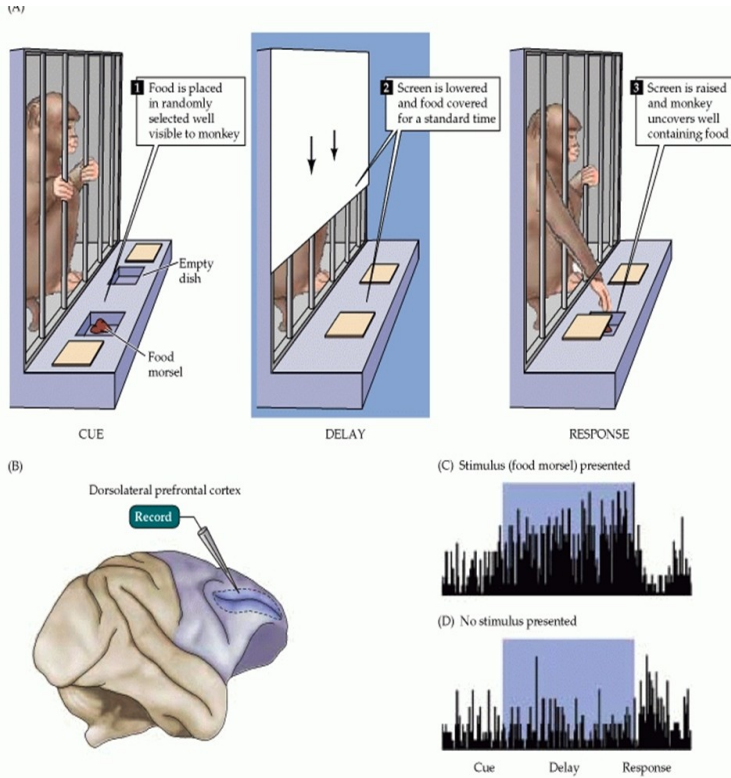 (A)
1 Food is placed
in randomly
selected well
visible to monkey
2 Screen is lowered
and food covered
for a standard time
3 Screen is raised
and monkey
uncovers well
containing food
Empty
dish
Food
morsel
CUE
DELAY
RESPONSE
(B)
Dorsolateral prefrontal cortex
Record
(C) Stimulus (food morsel) presented
(D) No stimulus presented
Cue Delay Response